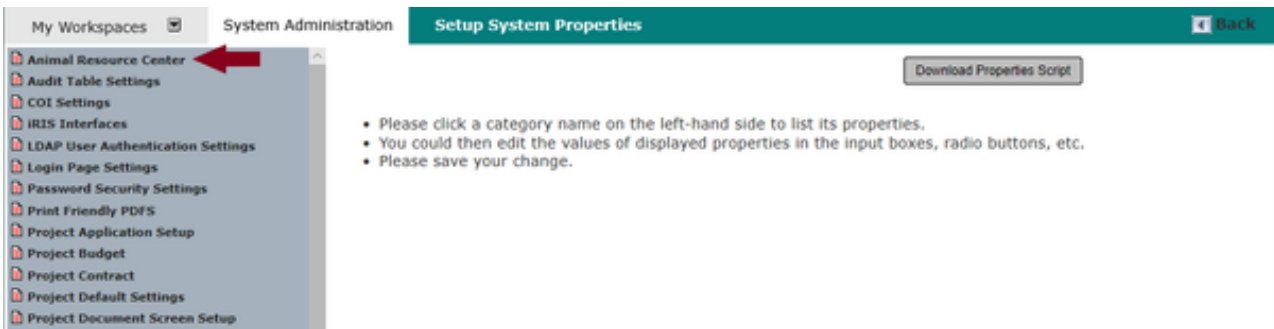 My Workspaces
System Administration
Setup System Properties
Back
Animal Resource Center
Audit Table Settings
COI Settings
iRIS Interfaces
LDAP User Authentication Settings
Login Page Settings
Password Security Settings
Print Friendly PDFS
Project Application Setup
Project Budget
Project Contract
Project Default Settings
Project Document Screen Setup
Download Properties Script
• Please click a category name on the left-hand side to list its properties.
• You could then edit the values of displayed properties in the input boxes, radio buttons, etc.
• Please save your change.